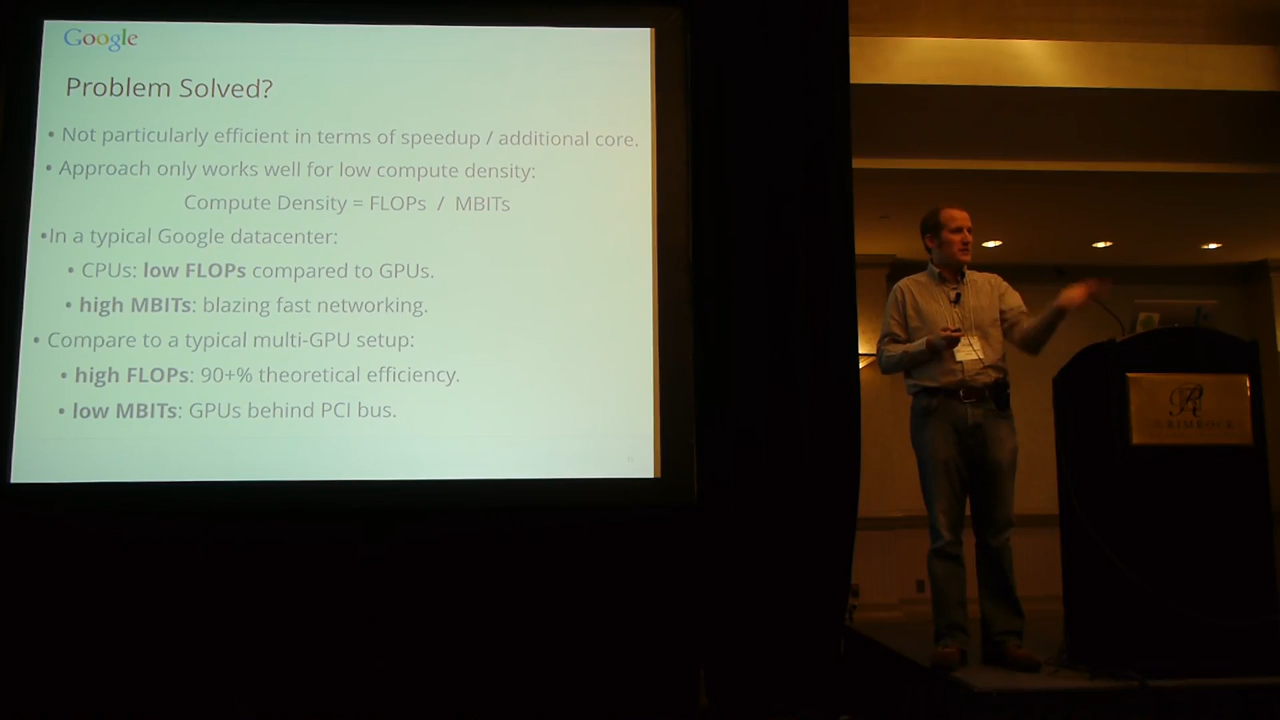 Google
Problem Solved?
• Not particularly efficient in terms of speedup / additional core.
• Approach only works well for low compute density:
Compute Density = FLOPs / MBITs
•In a typical Google datacenter:
• CPUs: low FLOPs compared to GPUs.
• high MBITs: blazing fast networking.
• Compare to a typical multi-GPU setup:
• high FLOPs: 90+% theoretical efficiency.
• low MBITs: GPUs behind PCI bus.